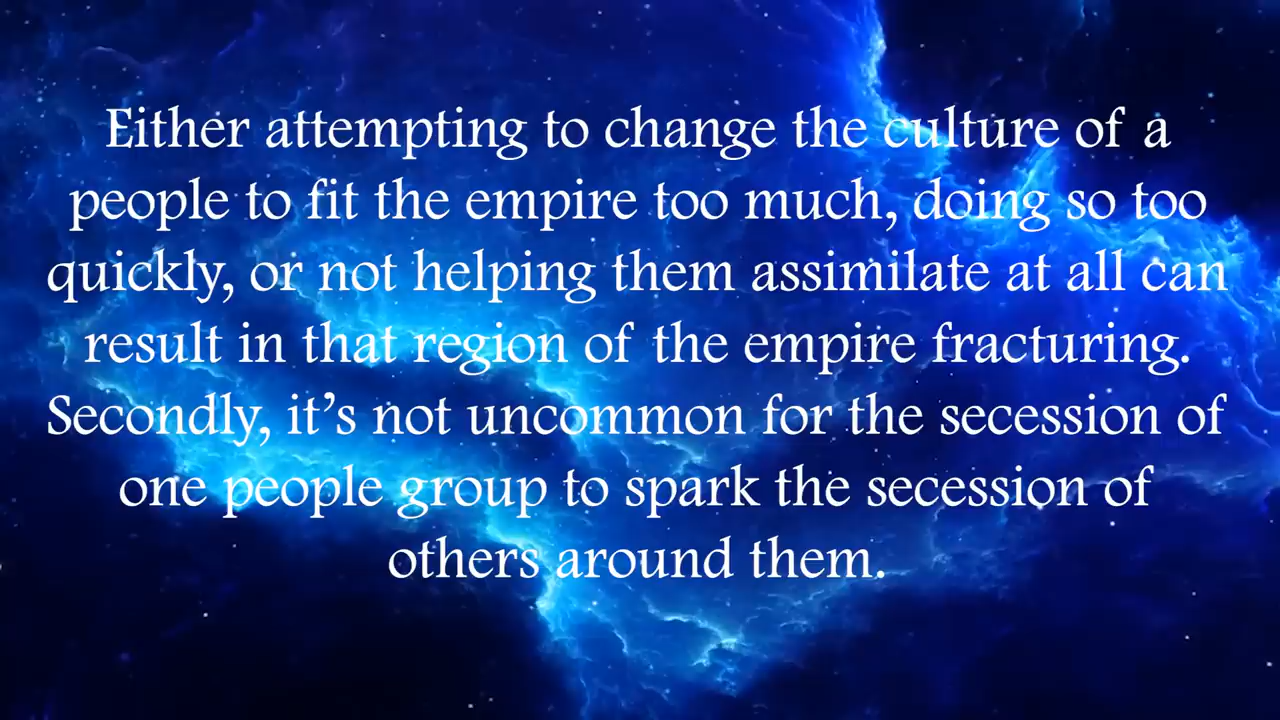 Either attempting to change the culture of a
people to fit the empire too much, doing so too
quickly, or not helping them assimilate at all can
result in that region of the empire fracturing.
Secondly, it’s not uncommon for the secession of
one people group to spark the secession of
others around them.